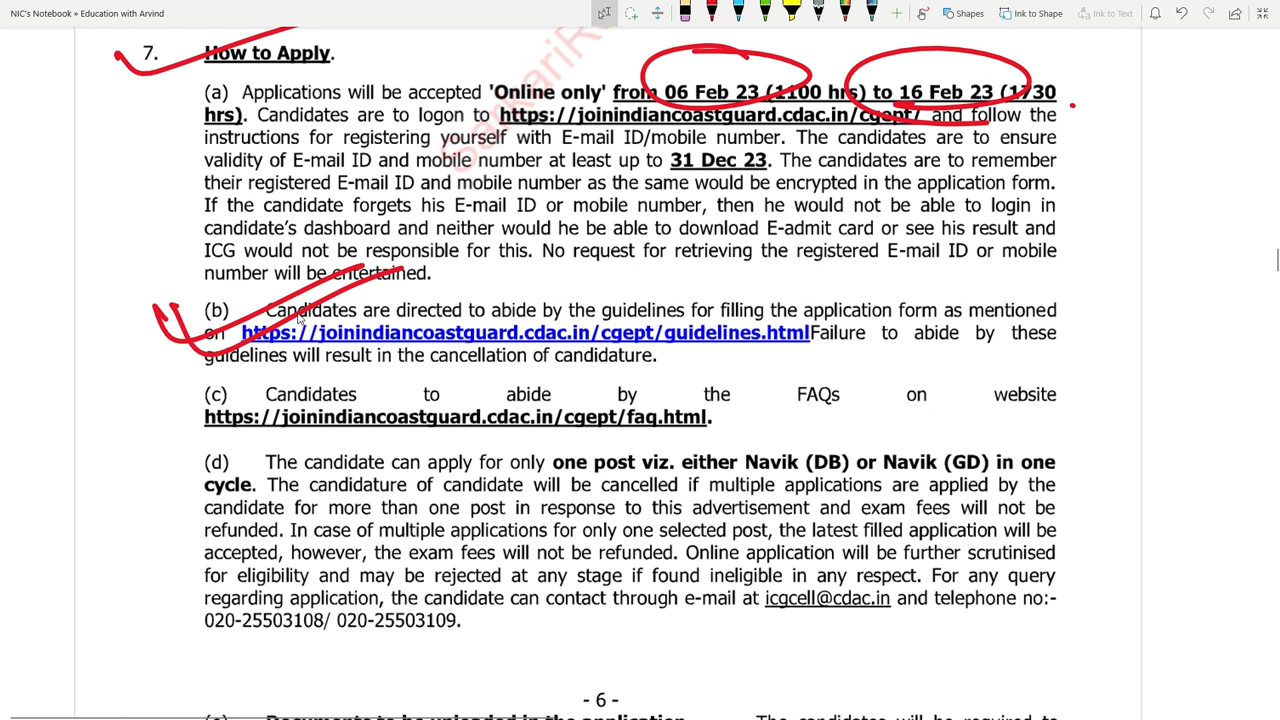 NIC's Notebook » Education with Arvind
Shapes
Ink to Shape
Ink to Text
7. How to Apply.
(a) Applications will be accepted 'Online only' from 06 Feb 23 (1100 hrs) to 16 Feb 23 (1730
hrs). Candidates are to logon to https://joinindiancoastguard.cdac.in/cgept/ and follow the
instructions for registering yourself with E-mail ID/mobile number. The candidates are to ensure
validity of E-mail ID and mobile number at least up to 31 Dec 23. The candidates are to remember
their registered E-mail ID and mobile number as the same would be encrypted in the application form.
If the candidate forgets his E-mail ID or mobile number, then he would not be able to login in
candidate's dashboard and neither would he be able to download E-admit card or see his result and
ICG would not be responsible for this. No request for retrieving the registered E-mail ID or mobile
number will be entertained.
(b) Candidates are directed to abide by the guidelines for filling the application form as mentioned
on https://joinindiancoastguard.cdac.in/cgept/guidelines.htmlFailure to abide by these
guidelines will result in the cancellation of candidature.
(c) Candidates to abide by the FAQs on website
https://joinindiancoastguard.cdac.in/cgept/faq.html.
(d) The candidate can apply for only one post viz. either Navik (DB) or Navik (GD) in one
cycle. The candidature of candidate will be cancelled if multiple applications are applied by the
candidate for more than one post in response to this advertisement and exam fees will not be
refunded. In case of multiple applications for only one selected post, the latest filled application will be
accepted, however, the exam fees will not be refunded. Online application will be further scrutinised
for eligibility and may be rejected at any stage if found ineligible in any respect. For any query
regarding application, the candidate can contact through e-mail at icgcell@cdac.in and telephone no:-
020-25503108/ 020-25503109.
- 6 -
Documents to be uploaded in the application. The candidates will be required to